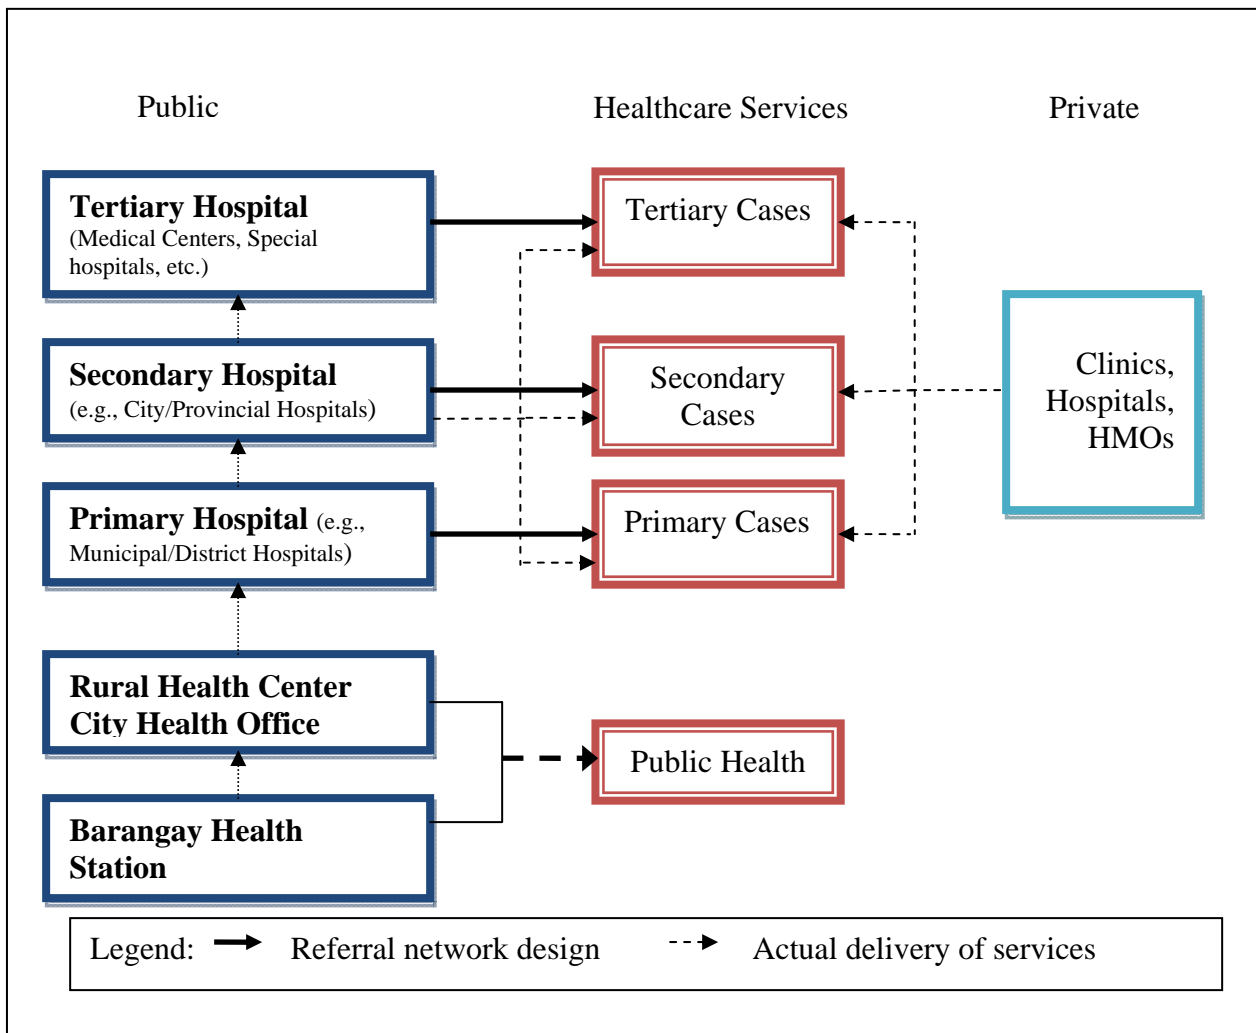 Public
Healthcare Services
Private
Tertiary Hospital
(Medical Centers, Special
hospitals, etc.)
Tertiary Cases
Secondary Hospital
(e.g., City/Provincial Hospitals)
Secondary
Cases
Clinics,
Hospitals,
HMOs
Primary Hospital (e.g.,
Municipal/District Hospitals)
Primary Cases
Rural Health Center
City Health Office
Public Health
Barangay Health
Station
Legend: Referral network design Actual delivery of services